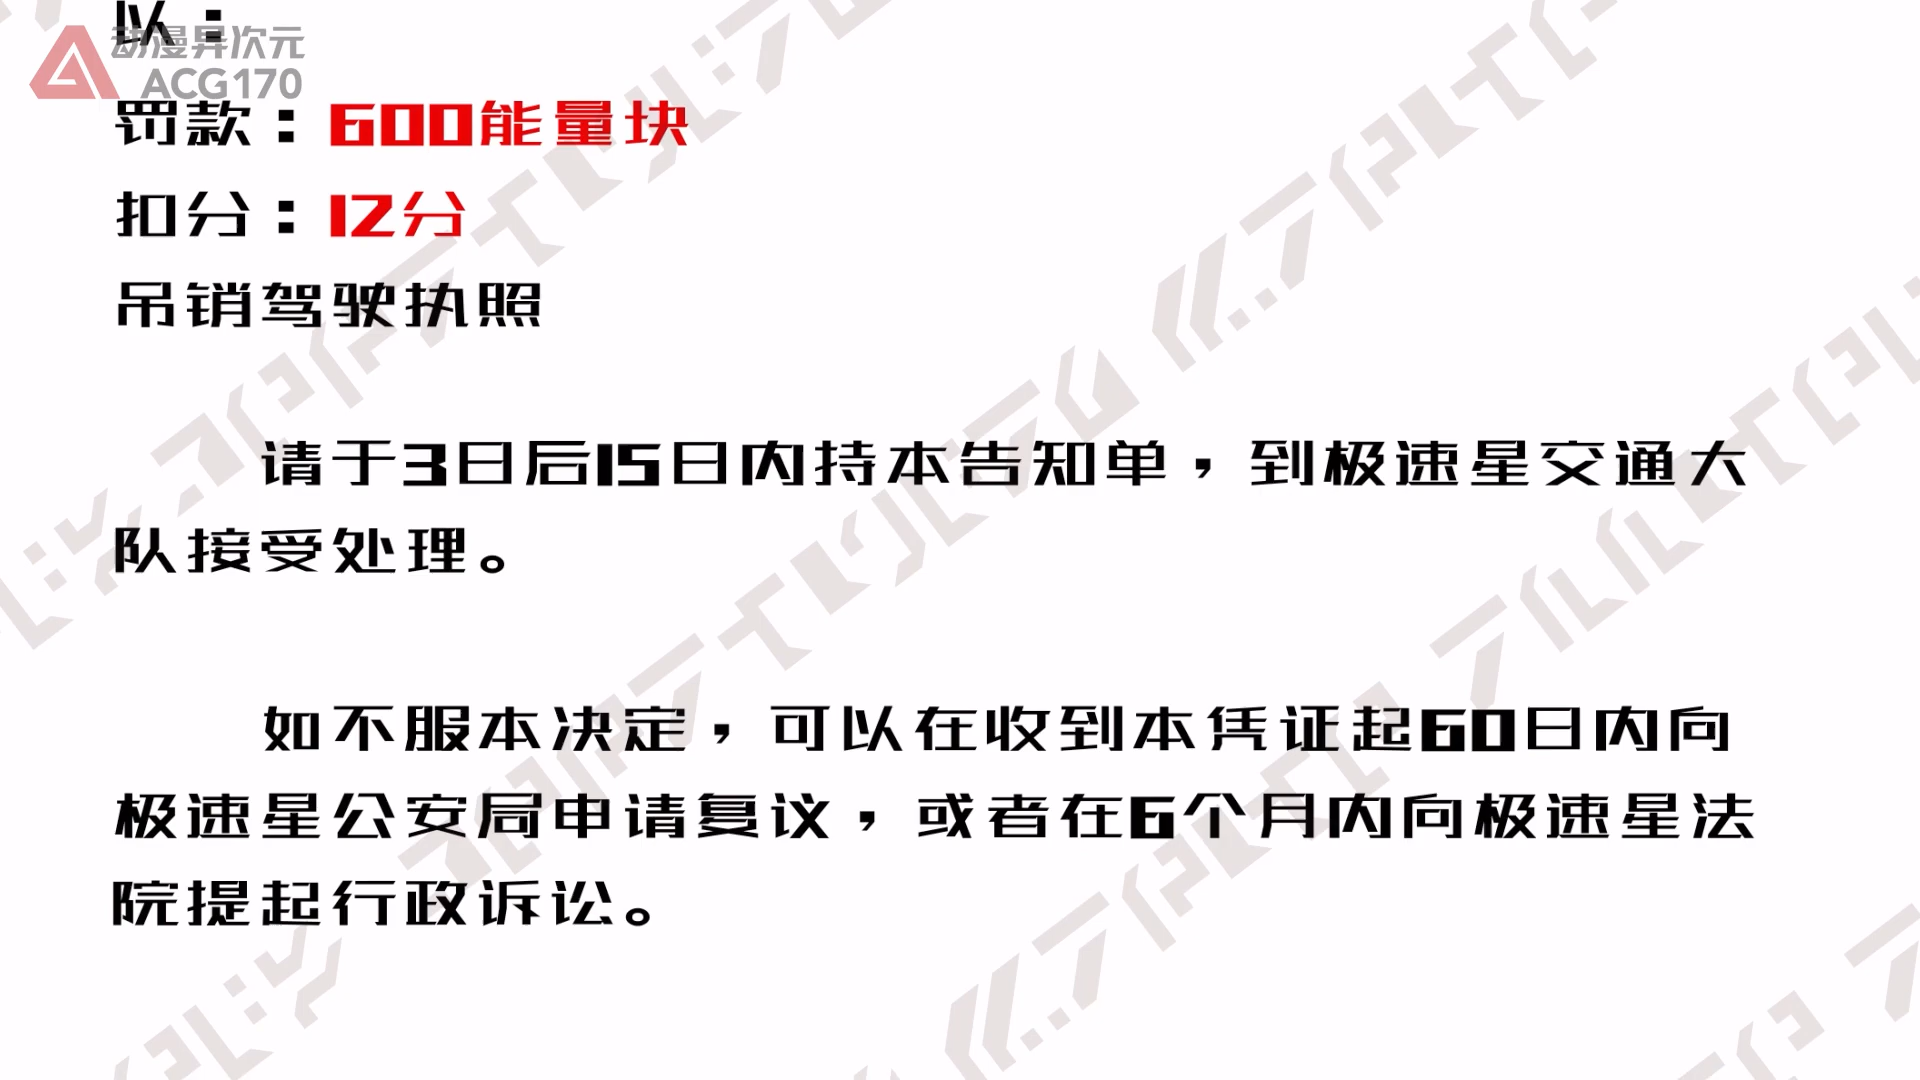 以：
动漫异次元
ACG170
罚款：600能量块
扣分：12分
吊销驾驶执照
请于3日后15日内持本告知单，到极速星交通大
队接受处理。
如不服本决定，可以在收到本凭证起60日内向
极速星公安局申请复议，或者在6个月内向极速星法
院提起行政诉讼。